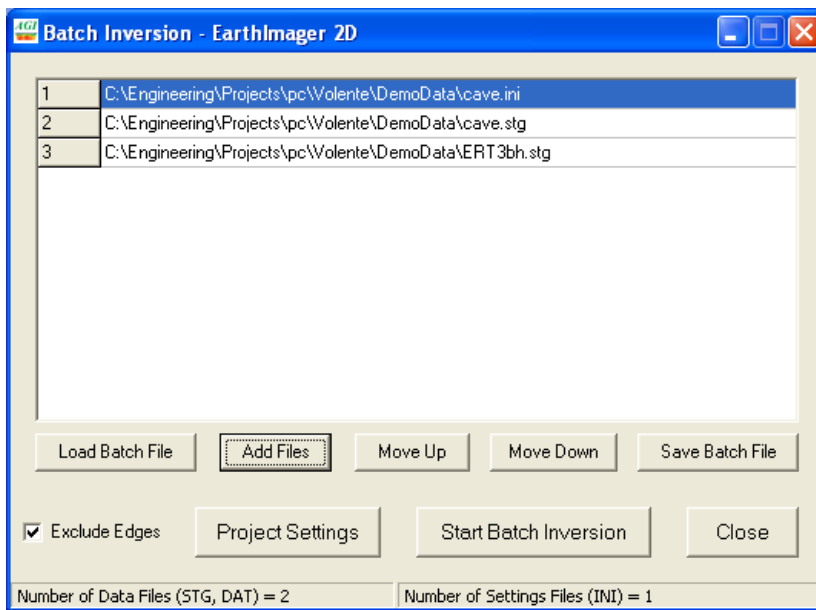 AGI Batch Inversion - EarthImager 2D
1 C:\Engineering\Projects\pc\Volente\DemoData\cave.ini
2 C:\Engineering\Projects\pc\Volente\DemoData\cave.stg
3 C:\Engineering\Projects\pc\Volente\DemoData\ERT3bh.stg
Load Batch File Add Files Move Up Move Down Save Batch File
Exclude Edges Project Settings Start Batch Inversion Close
Number of Data Files (STG, DAT) = 2 Number of Settings Files (INI) = 1